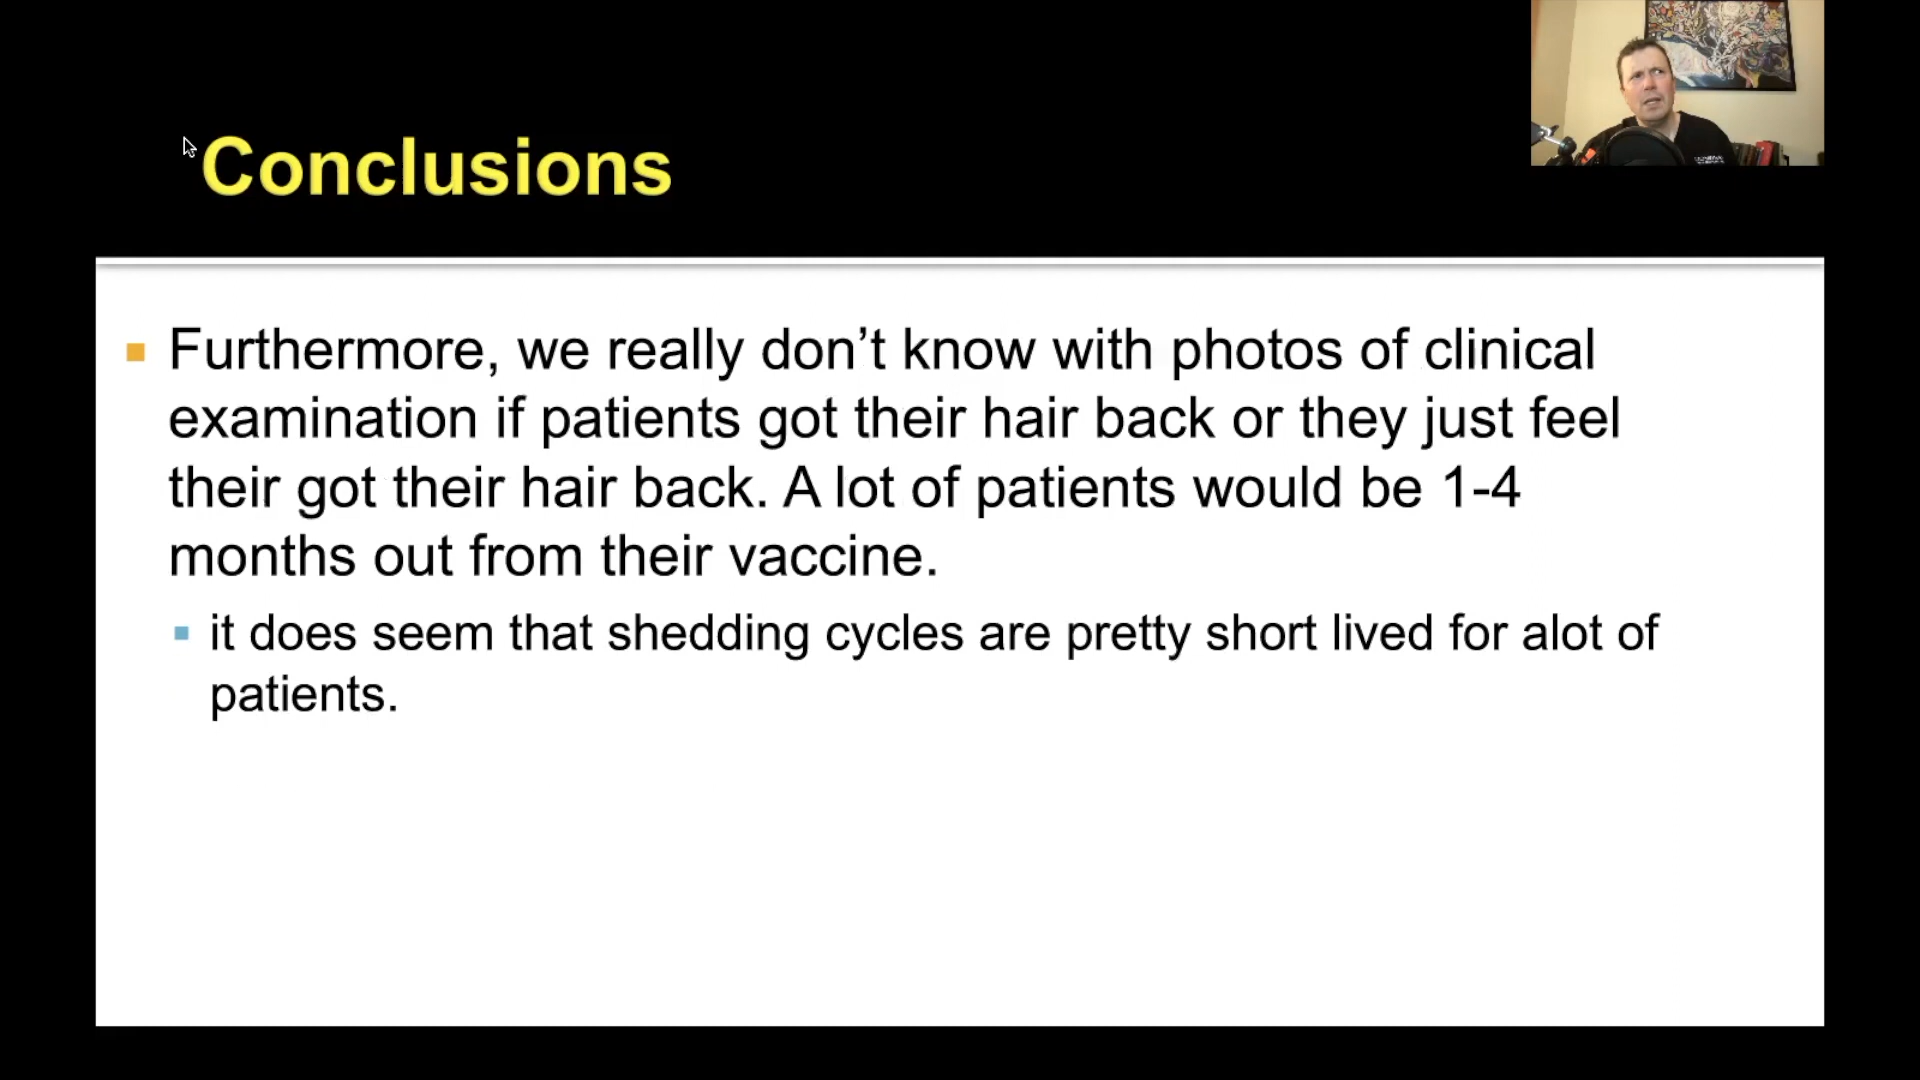 Conclusions
Furthermore, we really don’t know with photos of clinical
examination if patients got their hair back or they just feel
their got their hair back. A lot of patients would be 1-4
months out from their vaccine.
it does seem that shedding cycles are pretty short lived for alot of
patients.